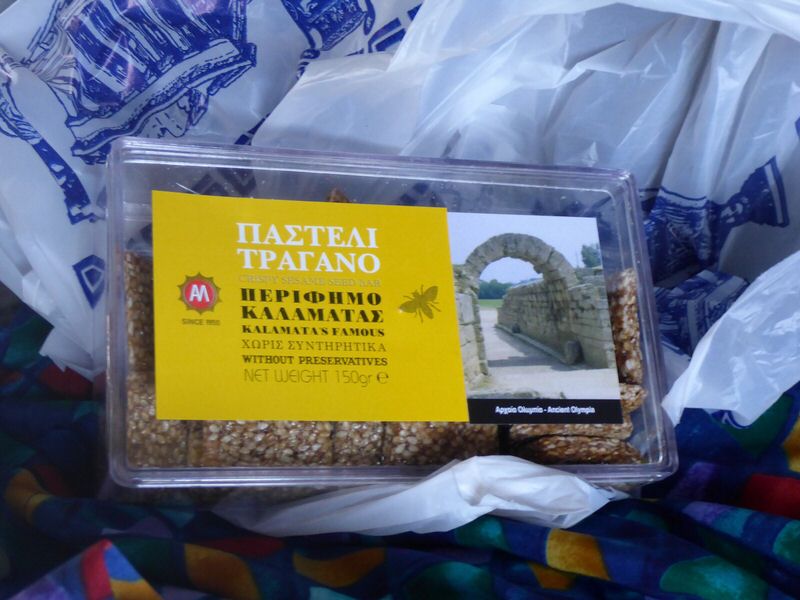 ΠΑΣΤΕΛΙ
ΤΡΑΓΑΝΟ
CRISPY SESAME SEED BAR
ΠΕΡΙΦΗΜΟ
ΚΑΛΑΜΑΤΑΣ
KALAMATA'S FAMOUS
ΧΩΡΙΣ ΣΥΝΤΗΡΗΤΙΚΑ
WITHOUT PRESERVATIVES
NET WEIGHT 150gr ℮
SINCE 1950
Αρχαία Ολυμπία - Ancient Olympia